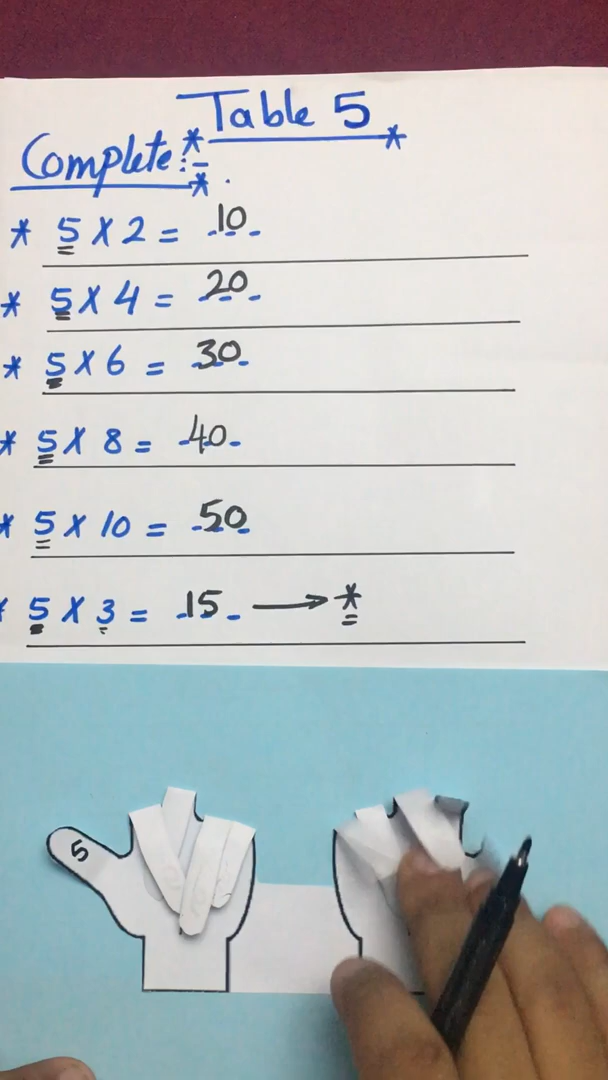 Table 5
Complete:-
* 5 X 2 = 10
* 5 X 4 = 20
* 5 X 6 = 30
* 5 X 8 = 40
* 5 X 10 = 50
* 5 X 3 = 15 → *
5